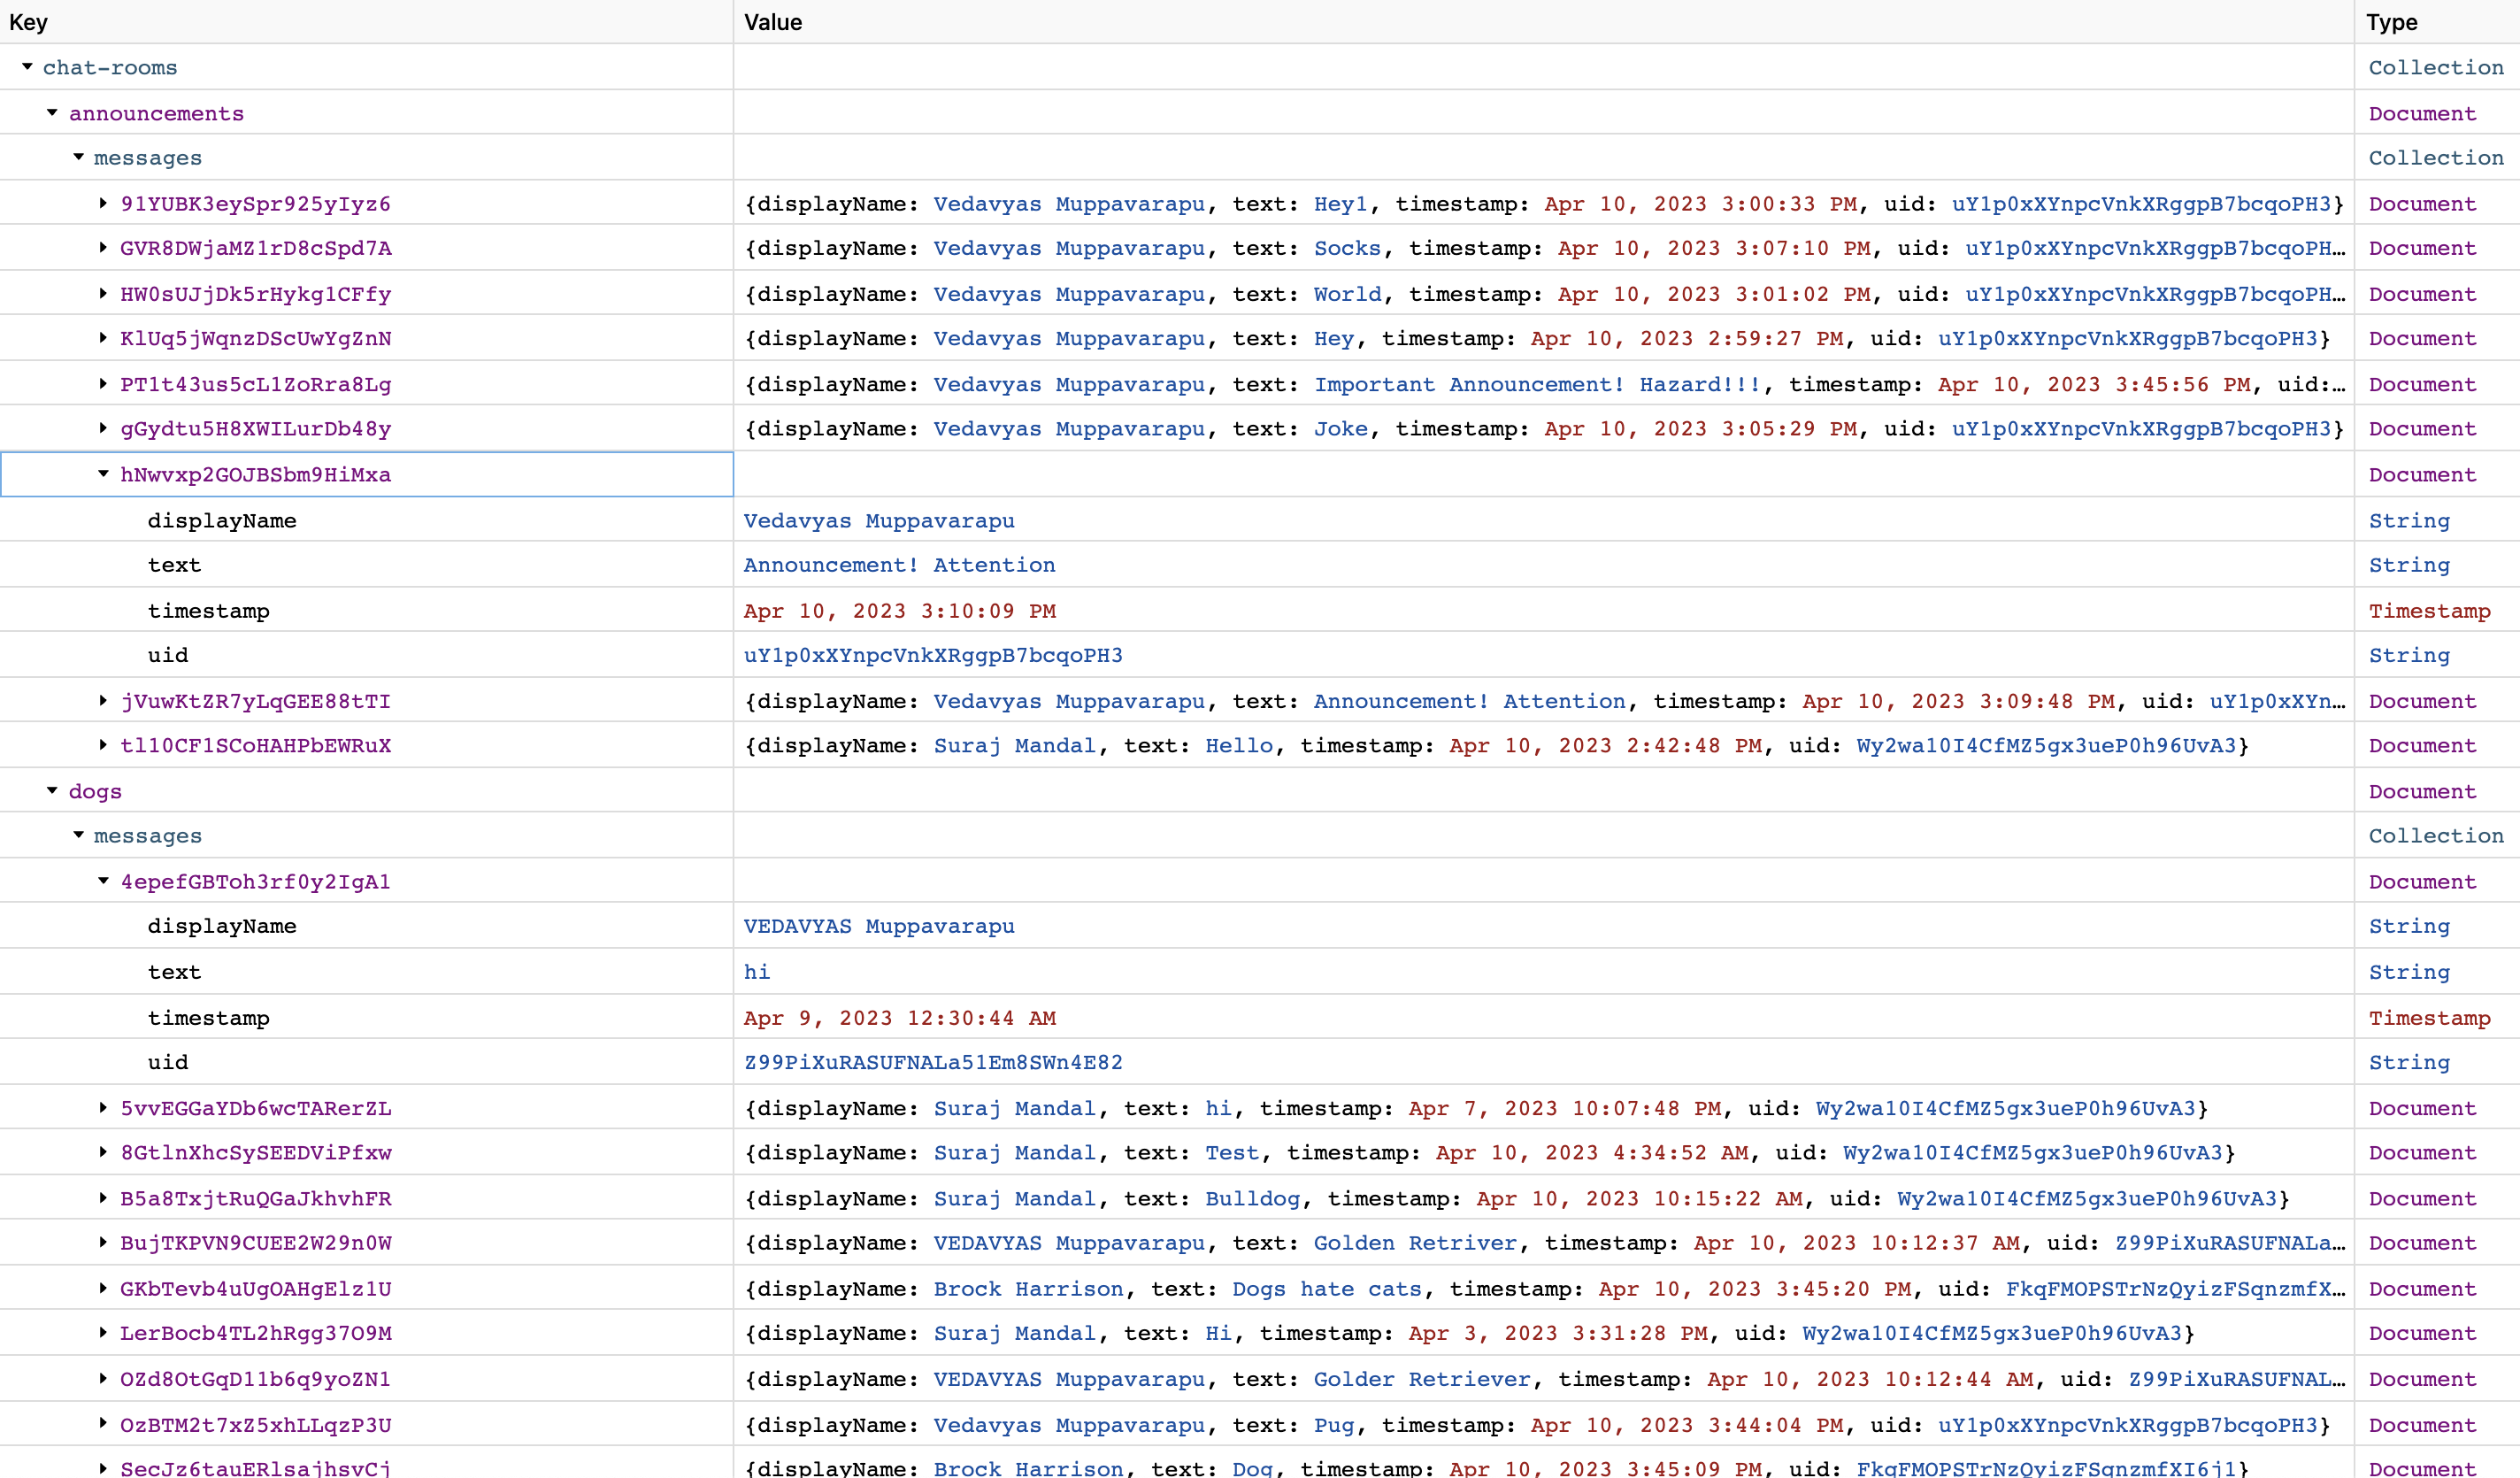 Key Value Type
chat-rooms Collection
announcements Document
messages Collection
91YUBK3eySpr925yIyz6 {displayName: Vedavyas Muppavarapu, text: Hey1, timestamp: Apr 10, 2023 3:00:33 PM, uid: uY1p0xXYnpcVnkXRggpB7bcqoPH3} Document
GVR8DWjaMZ1rD8cSpd7A {displayName: Vedavyas Muppavarapu, text: Socks, timestamp: Apr 10, 2023 3:07:10 PM, uid: uY1p0xXYnpcVnkXRggpB7bcqoPH… Document
HW0sUJjDk5rHykg1CFfy {displayName: Vedavyas Muppavarapu, text: World, timestamp: Apr 10, 2023 3:01:02 PM, uid: uY1p0xXYnpcVnkXRggpB7bcqoPH… Document
KlUq5jWqnzDScUwYgZnN {displayName: Vedavyas Muppavarapu, text: Hey, timestamp: Apr 10, 2023 2:59:27 PM, uid: uY1p0xXYnpcVnkXRggpB7bcqoPH3} Document
PT1t43us5cL1ZoRra8Lg {displayName: Vedavyas Muppavarapu, text: Important Announcement! Hazard!!!, timestamp: Apr 10, 2023 3:45:56 PM, uid:… Document
gGydtu5H8XWILurDb48y {displayName: Vedavyas Muppavarapu, text: Joke, timestamp: Apr 10, 2023 3:05:29 PM, uid: uY1p0xXYnpcVnkXRggpB7bcqoPH3} Document
hNwvxp2GOJBSbm9HiMxa Document
displayName Vedavyas Muppavarapu String
text Announcement! Attention String
timestamp Apr 10, 2023 3:10:09 PM Timestamp
uid uY1p0xXYnpcVnkXRggpB7bcqoPH3 String
jVuwKtZR7yLqGEE88tTI {displayName: Vedavyas Muppavarapu, text: Announcement! Attention, timestamp: Apr 10, 2023 3:09:48 PM, uid: uY1p0xXYn… Document
tl10CF1SCoHAHPbEWRuX {displayName: Suraj Mandal, text: Hello, timestamp: Apr 10, 2023 2:42:48 PM, uid: Wy2wa10I4CfMZ5gx3ueP0h96UvA3} Document
dogs Document
messages Collection
4epefGBToh3rf0y2IgA1 Document
displayName VEDAVYAS Muppavarapu String
text hi String
timestamp Apr 9, 2023 12:30:44 AM Timestamp
uid Z99PiXuRASUFNALa51Em8SWn4E82 String
5vvEGGaYDb6wcTARerZL {displayName: Suraj Mandal, text: hi, timestamp: Apr 7, 2023 10:07:48 PM, uid: Wy2wa10I4CfMZ5gx3ueP0h96UvA3} Document
8GtlnXhcSySEEDViPfxw {displayName: Suraj Mandal, text: Test, timestamp: Apr 10, 2023 4:34:52 AM, uid: Wy2wa10I4CfMZ5gx3ueP0h96UvA3} Document
B5a8TxjtRuQGaJkhvhFR {displayName: Suraj Mandal, text: Bulldog, timestamp: Apr 10, 2023 10:15:22 AM, uid: Wy2wa10I4CfMZ5gx3ueP0h96UvA3} Document
BujTKPVN9CUEE2W29n0W {displayName: VEDAVYAS Muppavarapu, text: Golden Retriver, timestamp: Apr 10, 2023 10:12:37 AM, uid: Z99PiXuRASUFNALa… Document
GKbTevb4uUgOAHgElz1U {displayName: Brock Harrison, text: Dogs hate cats, timestamp: Apr 10, 2023 3:45:20 PM, uid: FkqFMOPSTrNzQyizFSqnzmfX… Document
LerBocb4TL2hRgg37O9M {displayName: Suraj Mandal, text: Hi, timestamp: Apr 3, 2023 3:31:28 PM, uid: Wy2wa10I4CfMZ5gx3ueP0h96UvA3} Document
OZd8OtGqD11b6q9yoZN1 {displayName: VEDAVYAS Muppavarapu, text: Golder Retriever, timestamp: Apr 10, 2023 10:12:44 AM, uid: Z99PiXuRASUFNAL… Document
OzBTM2t7xZ5xhLLqzP3U {displayName: Vedavyas Muppavarapu, text: Pug, timestamp: Apr 10, 2023 3:44:04 PM, uid: uY1p0xXYnpcVnkXRggpB7bcqoPH3} Document
SecJz6tauERlsajhsvCj {displayName: Brock Harrison, text: Dog, timestamp: Apr 10, 2023 3:45:09 PM, uid: FkqFMOPSTrNzQyizFSqnzmfXI6j1} Document